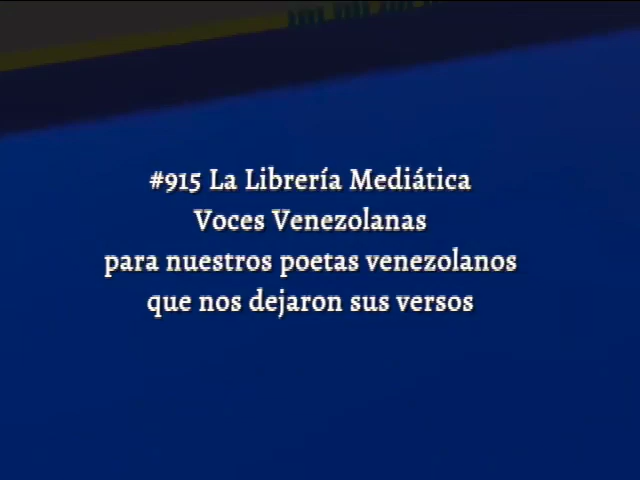 #915 La Librería Mediática
Voces Venezolanas
para nuestros poetas venezolanos
que nos dejaron sus versos